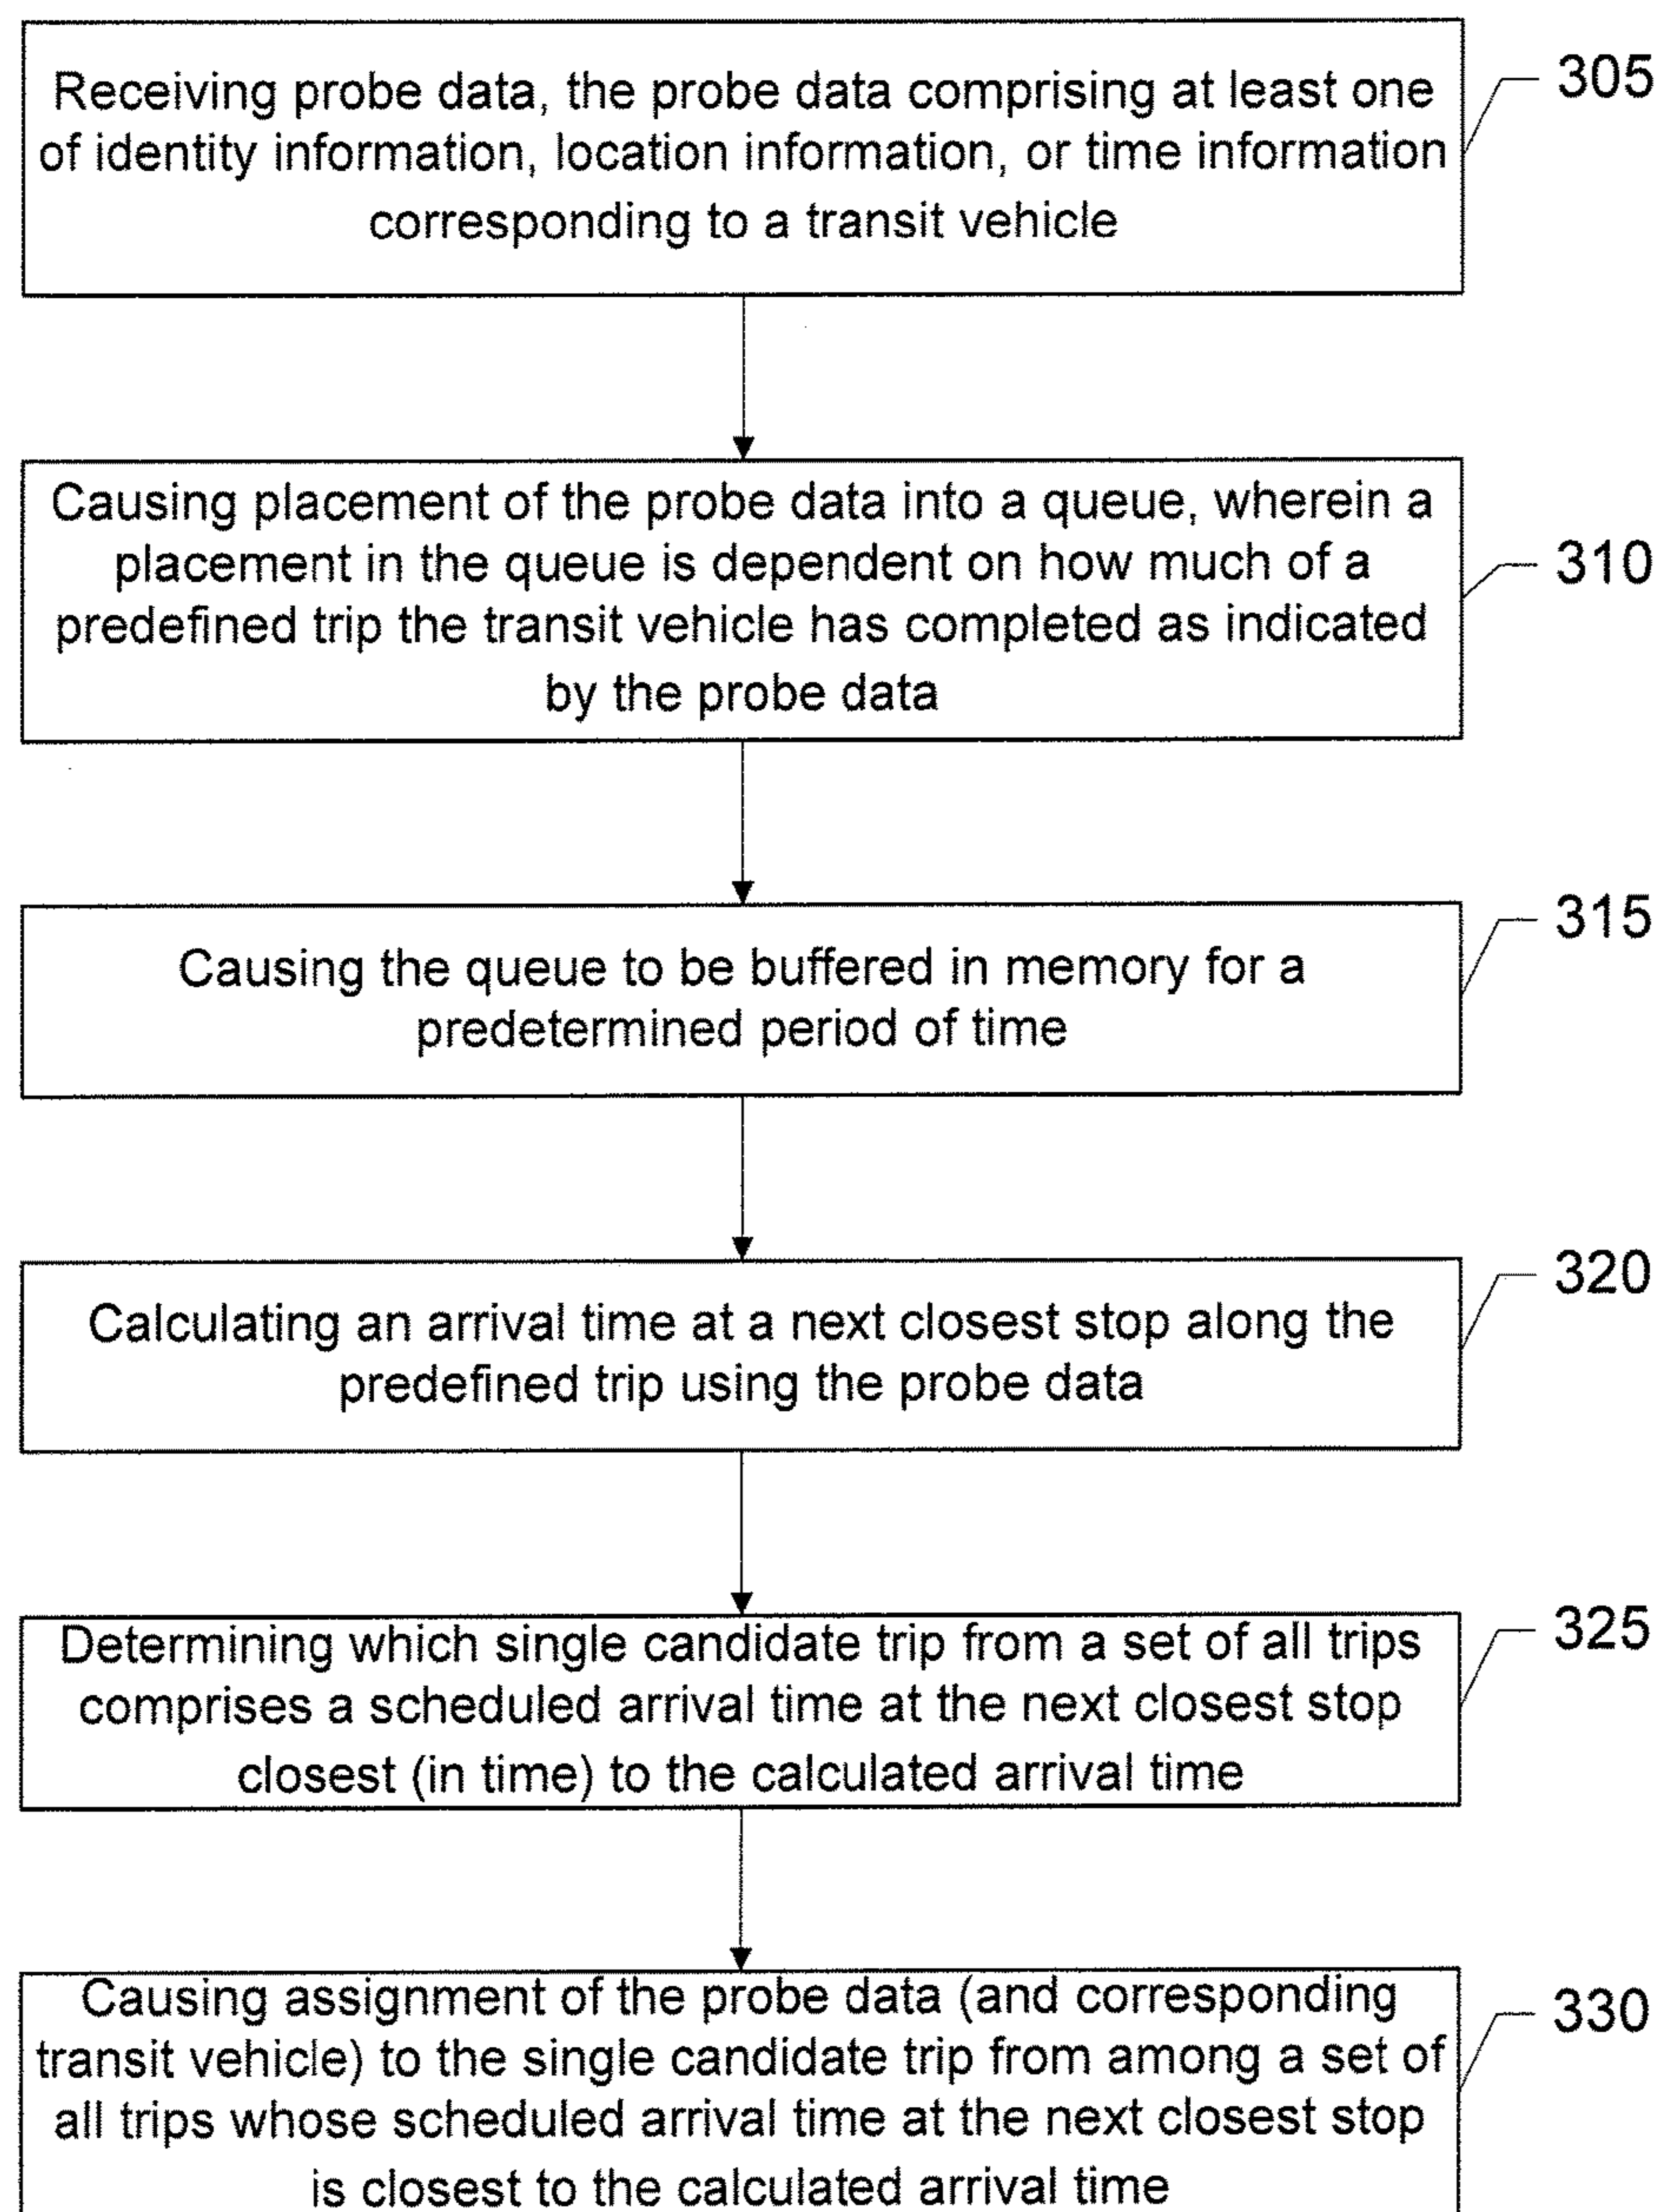 Receiving probe data, the probe data comprising at least one
of identity information, location information, or time information
corresponding to a transit vehicle
305
Causing placement of the probe data into a queue, wherein a
placement in the queue is dependent on how much of a
predefined trip the transit vehicle has completed as indicated
by the probe data
310
Causing the queue to be buffered in memory for a
predetermined period of time
315
Calculating an arrival time at a next closest stop along the
predefined trip using the probe data
320
Determining which single candidate trip from a set of all trips
comprises a scheduled arrival time at the next closest stop
closest (in time) to the calculated arrival time
325
Causing assignment of the probe data (and corresponding
transit vehicle) to the single candidate trip from among a set of
all trips whose scheduled arrival time at the next closest stop
is closest to the calculated arrival time
330